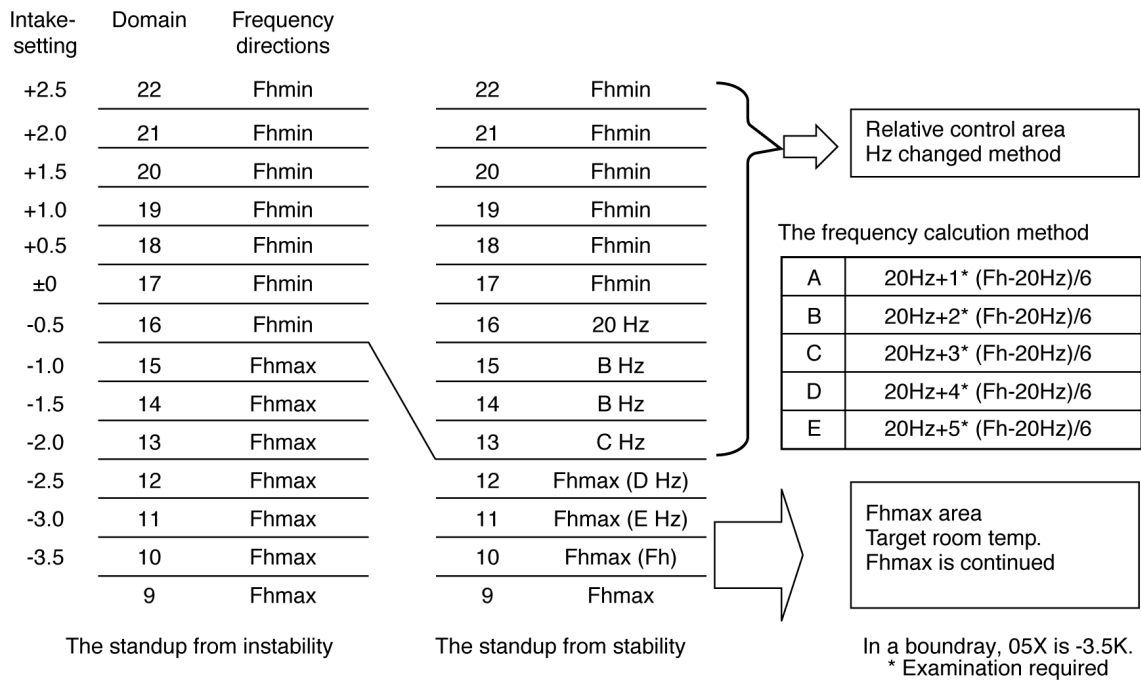 Intake- Domain Frequency
setting directions
+2.5 22 Fhmin 22 Fhmin
+2.0 21 Fhmin 21 Fhmin
+1.5 20 Fhmin 20 Fhmin
+1.0 19 Fhmin 19 Fhmin
+0.5 18 Fhmin 18 Fhmin
±0 17 Fhmin 17 Fhmin
-0.5 16 Fhmin 16 20 Hz
-1.0 15 Fhmax 15 B Hz
-1.5 14 Fhmax 14 B Hz
-2.0 13 Fhmax 13 C Hz
-2.5 12 Fhmax 12 Fhmax (D Hz)
-3.0 11 Fhmax 11 Fhmax (E Hz)
-3.5 10 Fhmax 10 Fhmax (Fh)
9 Fhmax 9 Fhmax
The standup from instability The standup from stability
Relative control area
Hz changed method
The frequency calcution method
A 20Hz+1* (Fh-20Hz)/6
B 20Hz+2* (Fh-20Hz)/6
C 20Hz+3* (Fh-20Hz)/6
D 20Hz+4* (Fh-20Hz)/6
E 20Hz+5* (Fh-20Hz)/6
Fhmax area
Target room temp.
Fhmax is continued
In a boundray, 05X is -3.5K.
* Examination required